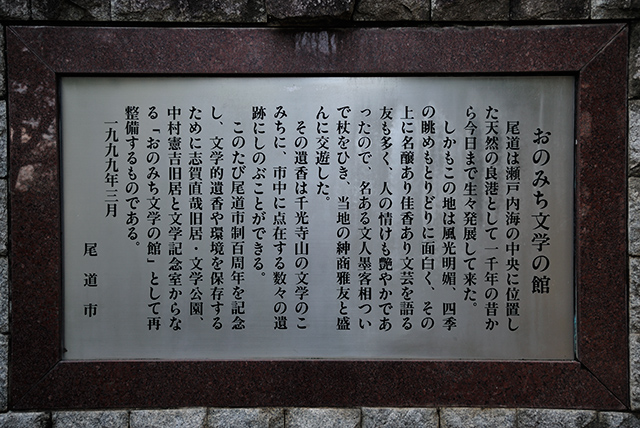 おのみち文学の館
尾道は瀬戸内海の中央に位置し
た天然の良港として一千年の昔か
ら今日まで生々発展して来た。
しかもこの地は風光明媚、四季
の眺めもとりどりに面白く、その
上に名醸あり佳香あり文芸を語る
友も多く、人の情けも艶やかであ
ったので、名ある文人墨客相つい
で杖をひき、当地の紳商雅友と盛
んに交遊した。
その遺香は千光寺山の文学のこ
みちに、市中に点在する数々の遺
跡にしのぶことができる。
このたび尾道市制百周年を記念
し、文学的遺香や環境を保存する
ために志賀直哉旧居・文学公園、
中村憲吉旧居と文学記念室からな
る「おのみち文学の館」として再
整備するものである。
一九九九年三月
尾道市